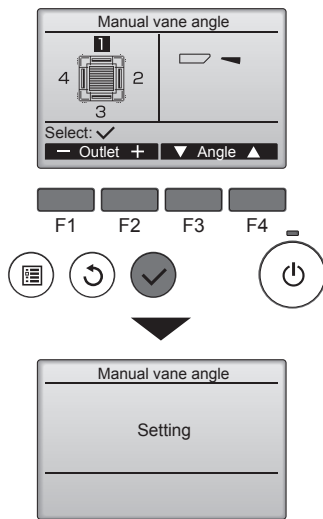 Manual vane angle
1
4 2
3
Select:
− Outlet + ▼ Angle ▲
F1 F2 F3 F4
Manual vane angle
Setting